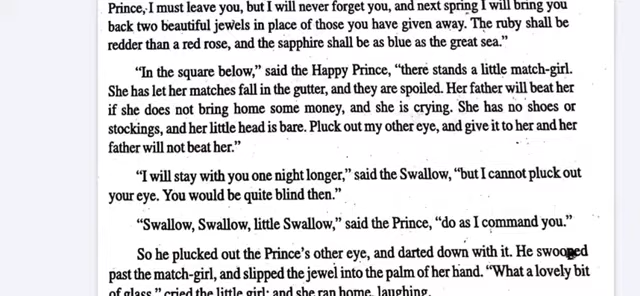 Prince, I must leave you, but I will never forget you, and next spring I will bring you
back two beautiful jewels in place of those you have given away. The ruby shall be
redder than a red rose, and the sapphire shall be as blue as the great sea.”
“In the square below,” said the Happy Prince, “there stands a little match-girl.
She has let her matches fall in the gutter, and they are spoiled. Her father will beat her
if she does not bring home some money, and she is crying. She has no shoes or
stockings, and her little head is bare. Pluck out my other eye, and give it to her and her
father will not beat her.”
“I will stay with you one night longer,” said the Swallow, “but I cannot pluck out
your eye. You would be quite blind then.”
“Swallow, Swallow, little Swallow,” said the Prince, “do as I command you.”
So he plucked out the Prince’s other eye, and darted down with it. He swooped
past the match-girl, and slipped the jewel into the palm of her hand. “What a lovely bit
of glass,” cried the little girl; and she ran home, laughing.